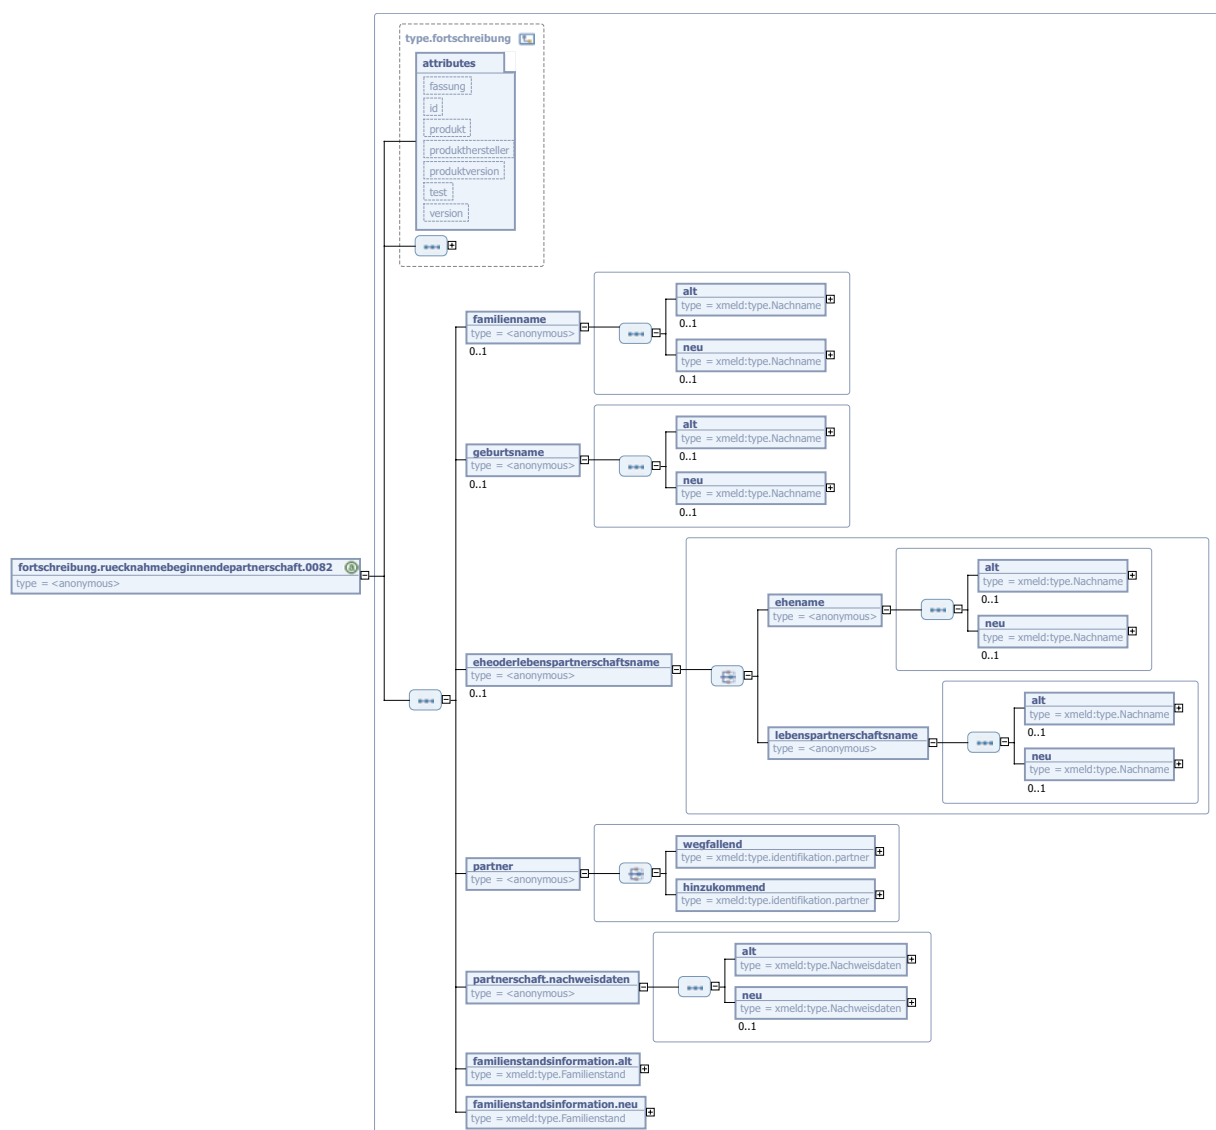 type.fortschreibung
attributes
fassung
id
produkt
produkthersteller
produktversion
test
version
familienname
type = <anonymous>
0..1
alt
type = xmeld:type.Nachname
0..1
neu
type = xmeld:type.Nachname
0..1
geburtsname
type = <anonymous>
0..1
alt
type = xmeld:type.Nachname
0..1
neu
type = xmeld:type.Nachname
0..1
fortschreibung.ruecknahmebeginnendepartnerschaft.0082
type = <anonymous>
eheoderlebenspartnerschaftsname
type = <anonymous>
0..1
ehename
type = <anonymous>
alt
type = xmeld:type.Nachname
0..1
neu
type = xmeld:type.Nachname
0..1
lebenspartnerschaftsname
type = <anonymous>
alt
type = xmeld:type.Nachname
0..1
neu
type = xmeld:type.Nachname
0..1
partner
type = <anonymous>
wegfallend
type = xmeld:type.identifikation.partner
hinzukommend
type = xmeld:type.identifikation.partner
partnerschaft.nachweisdaten
type = <anonymous>
alt
type = xmeld:type.Nachweisdaten
neu
type = xmeld:type.Nachweisdaten
0..1
familienstandsinformation.alt
type = xmeld:type.Familienstand
familienstandsinformation.neu
type = xmeld:type.Familienstand